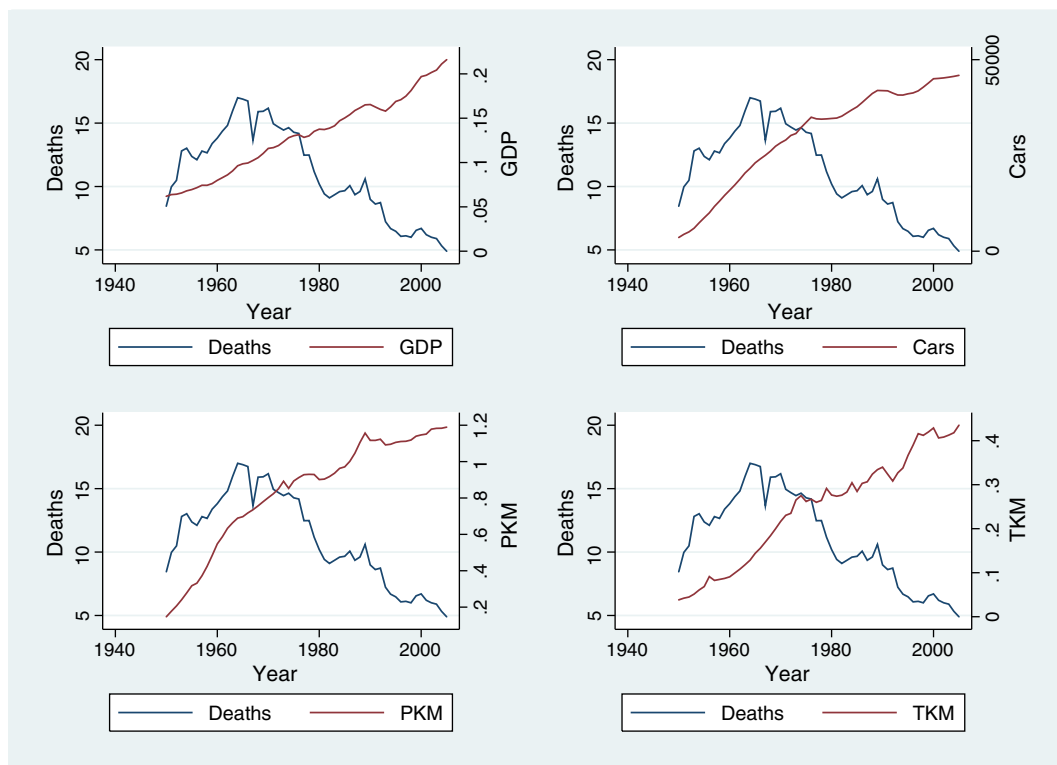 Deaths
20
15
10
5
.2
.15
.1
.05
0
GDP
1940 1960 1980 2000
Year
Deaths GDP
Deaths
20
15
10
5
50000
0
Cars
1940 1960 1980 2000
Year
Deaths Cars
Deaths
20
15
10
5
1.2
1
.8
.6
.4
.2
PKM
1940 1960 1980 2000
Year
Deaths PKM
Deaths
20
15
10
5
.4
.3
.2
.1
0
TKM
1940 1960 1980 2000
Year
Deaths TKM